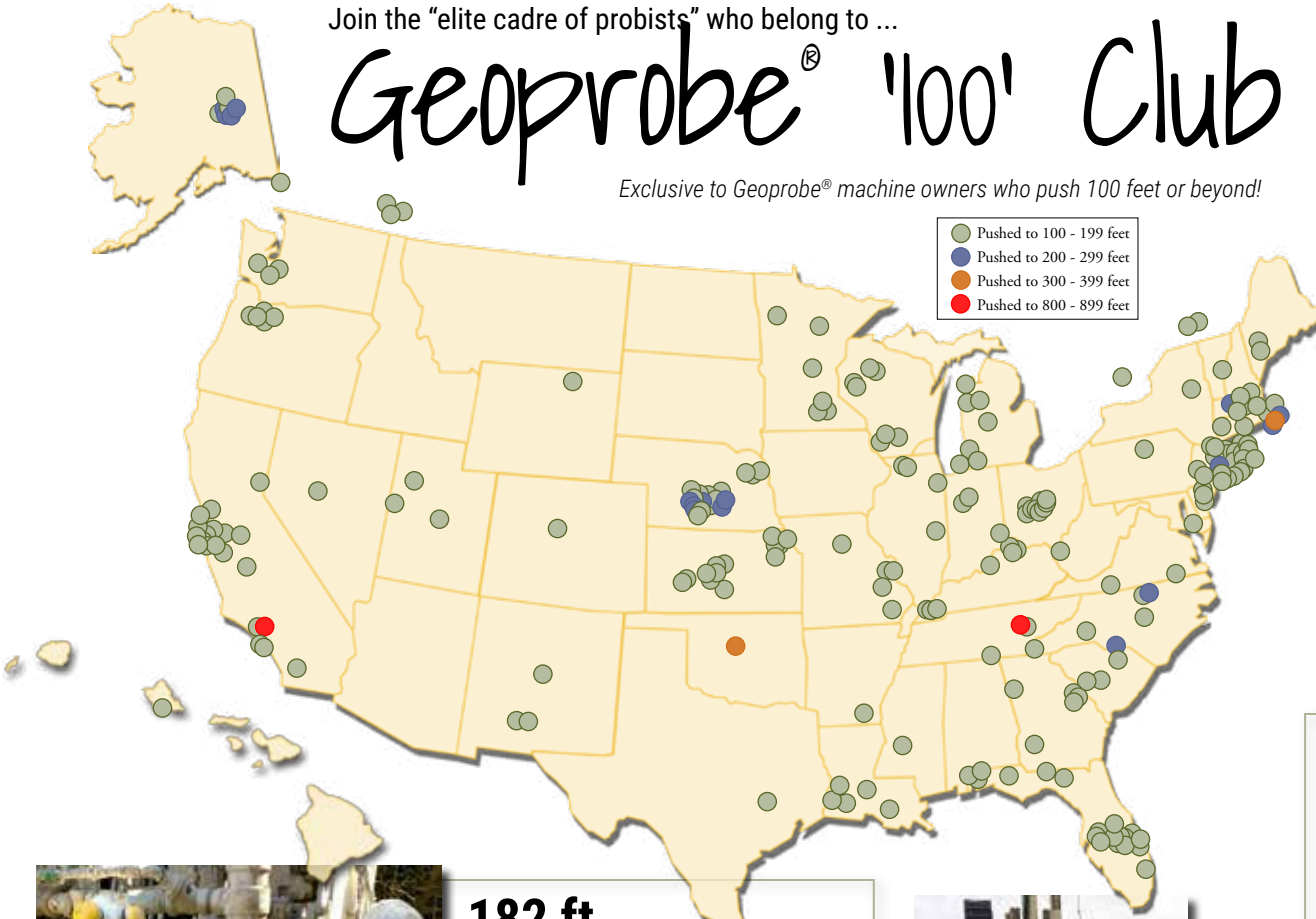 Join the “elite cadre of probists” who belong to ...
Geoprobe® '100' Club
Exclusive to Geoprobe® machine owners who push 100 feet or beyond!
Pushed to 100 - 199 feet
Pushed to 200 - 299 feet
Pushed to 300 - 399 feet
Pushed to 800 - 899 feet
182 ft